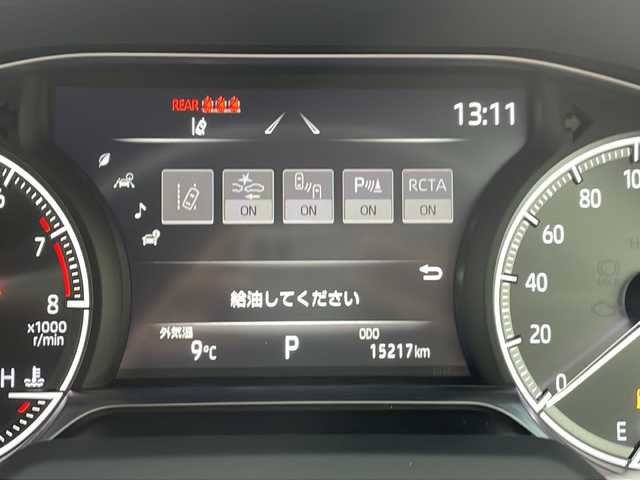 REAR
13:11
RCTA
ON ON P ON ON
給油してください
外気温 ODO
9℃ P 15217km
6
7
8
x1000
r/min
H
100
80
60
40
20
0
E